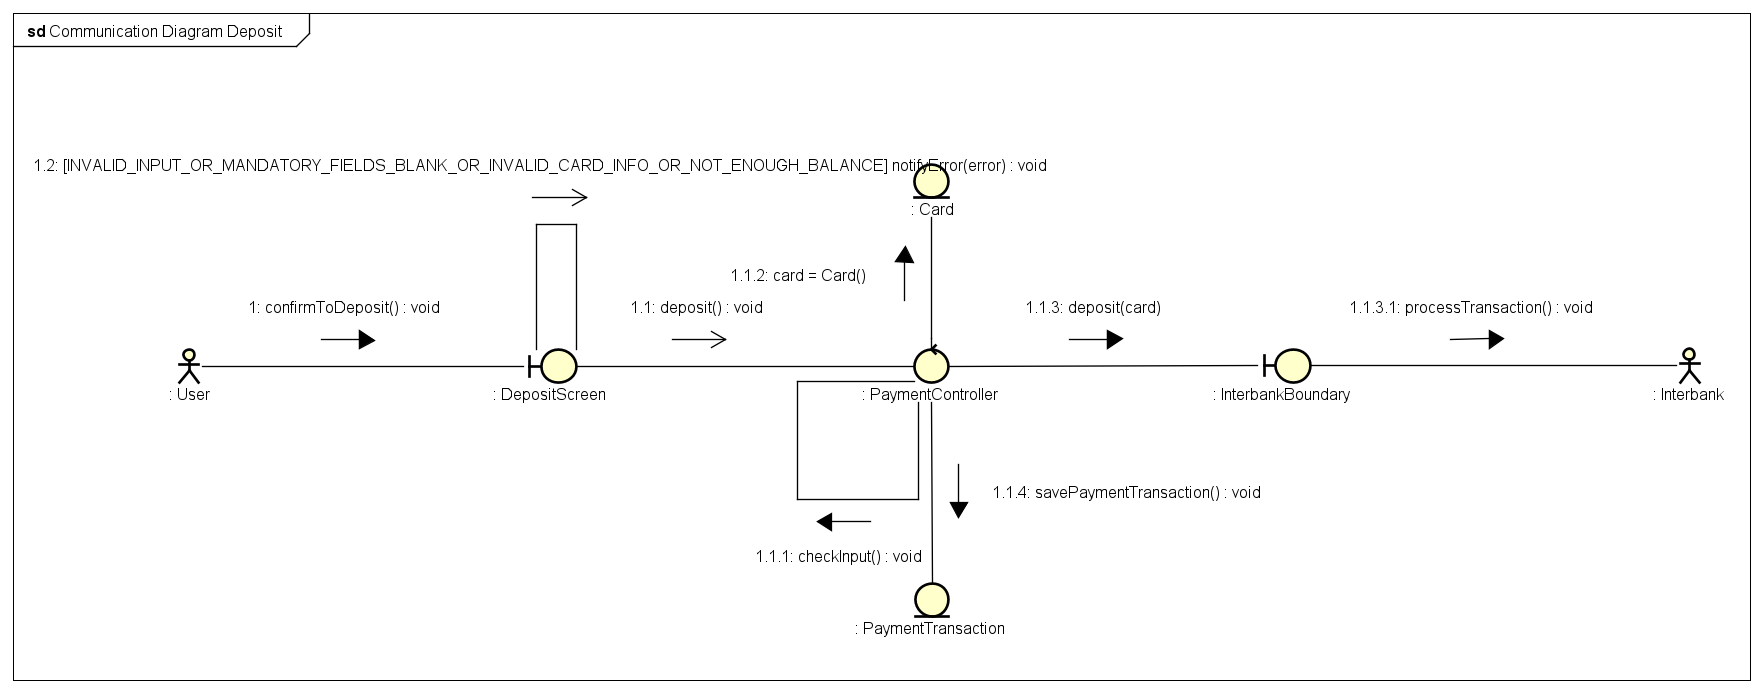 sd Communication Diagram Deposit
1.2: [INVALID_INPUT_OR_MANDATORY_FIELDS_BLANK_OR_INVALID_CARD_INFO_OR_NOT_ENOUGH_BALANCE] notifyError(error) : void
: Card
1.1.2: card = Card()
1: confirmToDeposit() : void
1.1: deposit() : void
1.1.3: deposit(card)
1.1.3.1: processTransaction() : void
: User
: DepositScreen
: PaymentController
: InterbankBoundary
: Interbank
1.1.4: savePaymentTransaction() : void
1.1.1: checkInput() : void
: PaymentTransaction